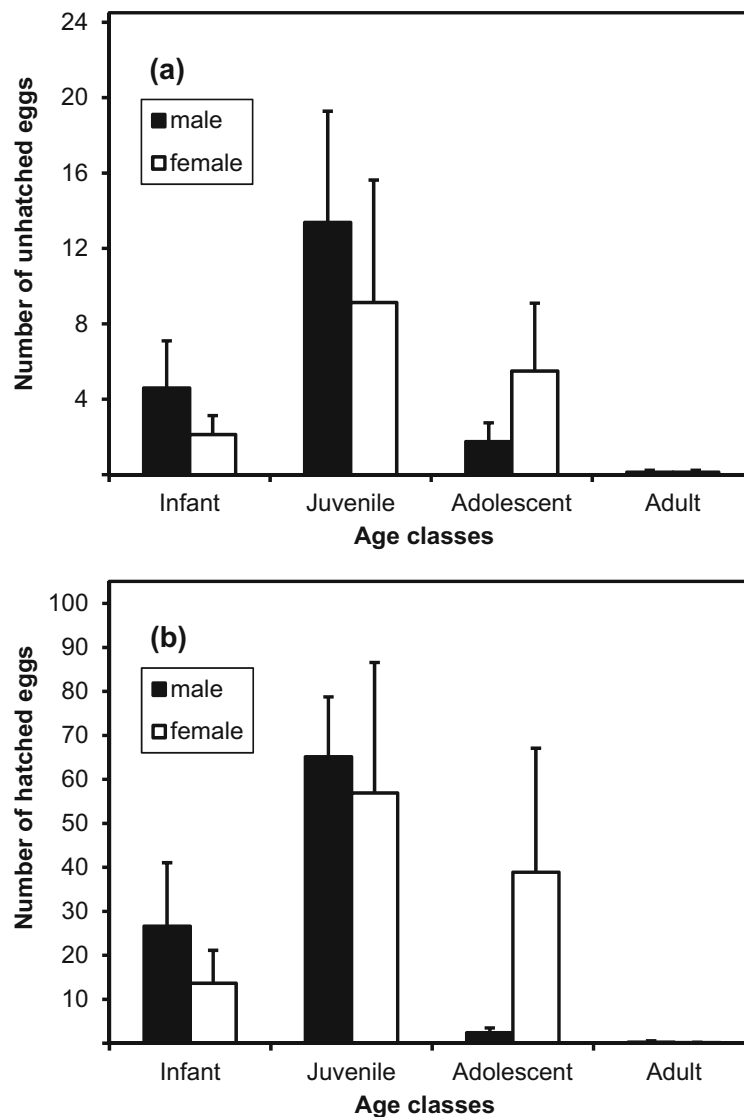 24
20
16
12
8
4
Number of unhatched eggs
(a)
male
female
Infant Juvenile Adolescent Adult
Age classes
100
90
80
70
60
50
40
30
20
10
Number of hatched eggs
(b)
male
female
Infant Juvenile Adolescent Adult
Age classes